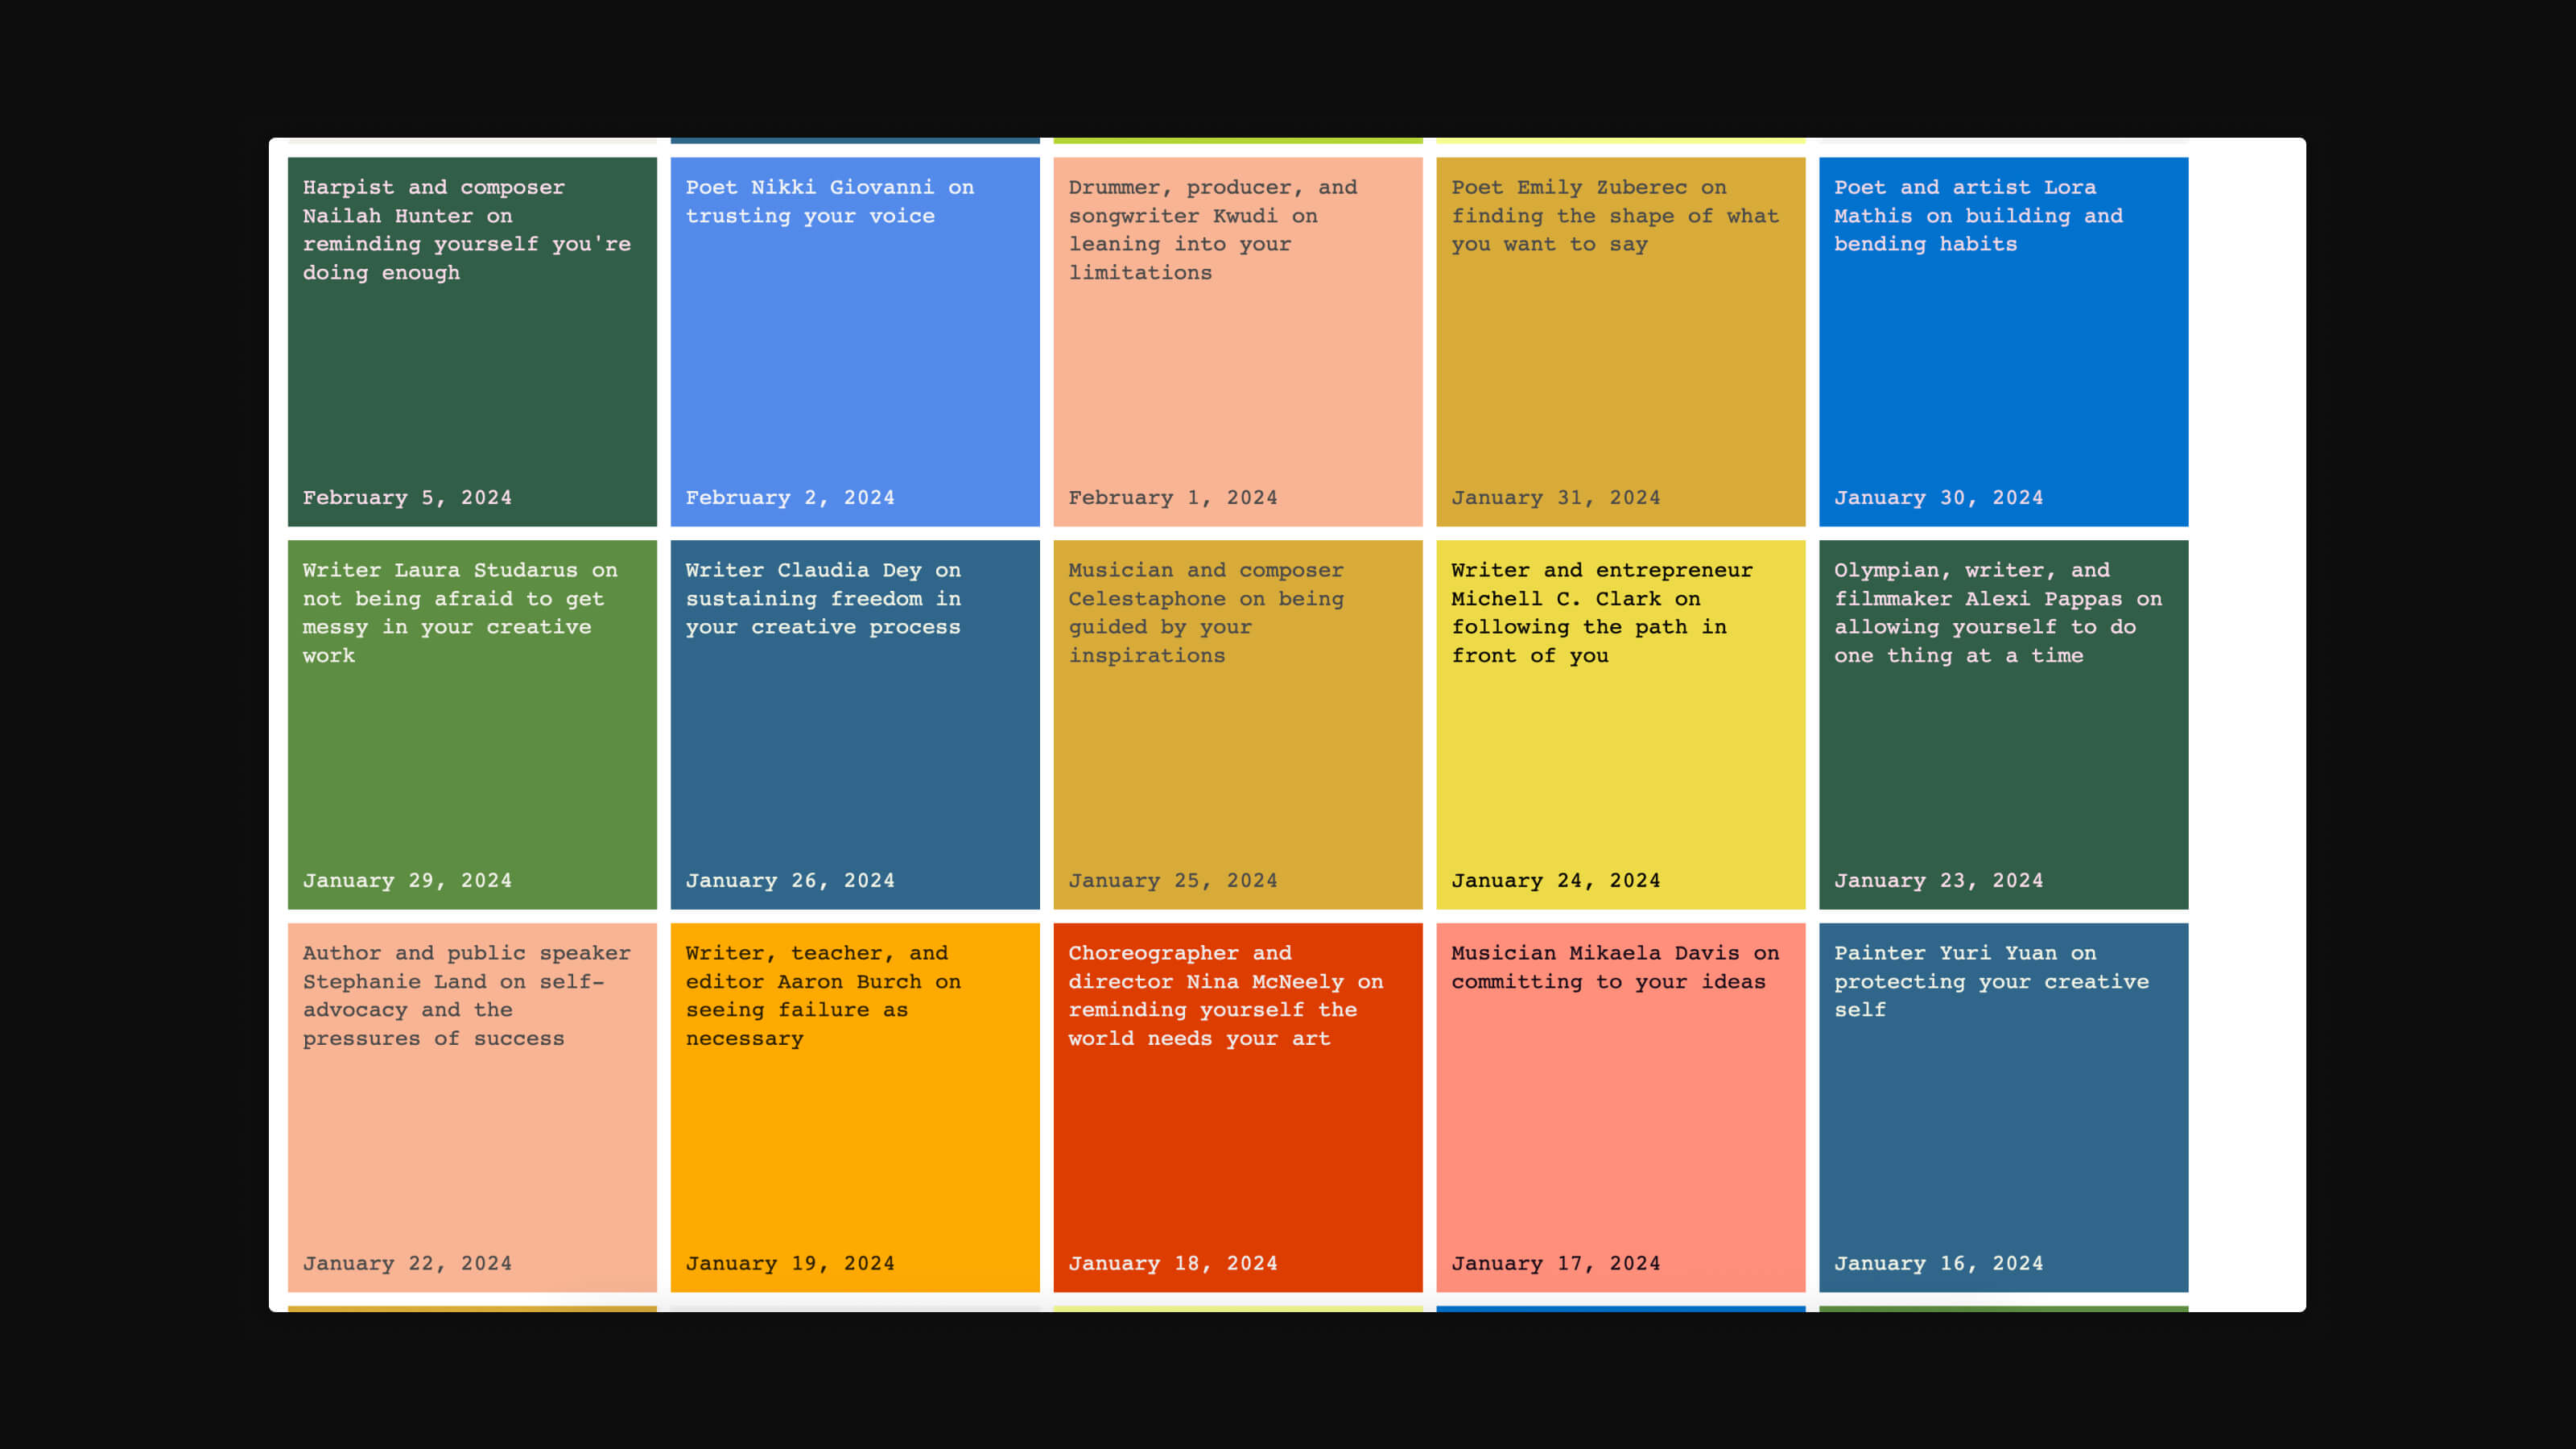 Harpist and composer
Nailah Hunter on
reminding yourself you're
doing enough
February 5, 2024
Poet Nikki Giovanni on
trusting your voice
February 2, 2024
Drummer, producer, and
songwriter Kwudi on
leaning into your
limitations
February 1, 2024
Poet Emily Zuberec on
finding the shape of what
you want to say
January 31, 2024
Poet and artist Lora
Mathis on building and
bending habits
January 30, 2024
Writer Laura Studarus on
not being afraid to get
messy in your creative
work
January 29, 2024
Writer Claudia Dey on
sustaining freedom in
your creative process
January 26, 2024
Musician and composer
Celestaphone on being
guided by your
inspirations
January 25, 2024
Writer and entrepreneur
Michell C. Clark on
following the path in
front of you
January 24, 2024
Olympian, writer, and
filmmaker Alexi Pappas on
allowing yourself to do
one thing at a time
January 23, 2024
Author and public speaker
Stephanie Land on self-
advocacy and the
pressures of success
January 22, 2024
Writer, teacher, and
editor Aaron Burch on
seeing failure as
necessary
January 19, 2024
Choreographer and
director Nina McNeely on
reminding yourself the
world needs your art
January 18, 2024
Musician Mikaela Davis on
committing to your ideas
January 17, 2024
Painter Yuri Yuan on
protecting your creative
self
January 16, 2024